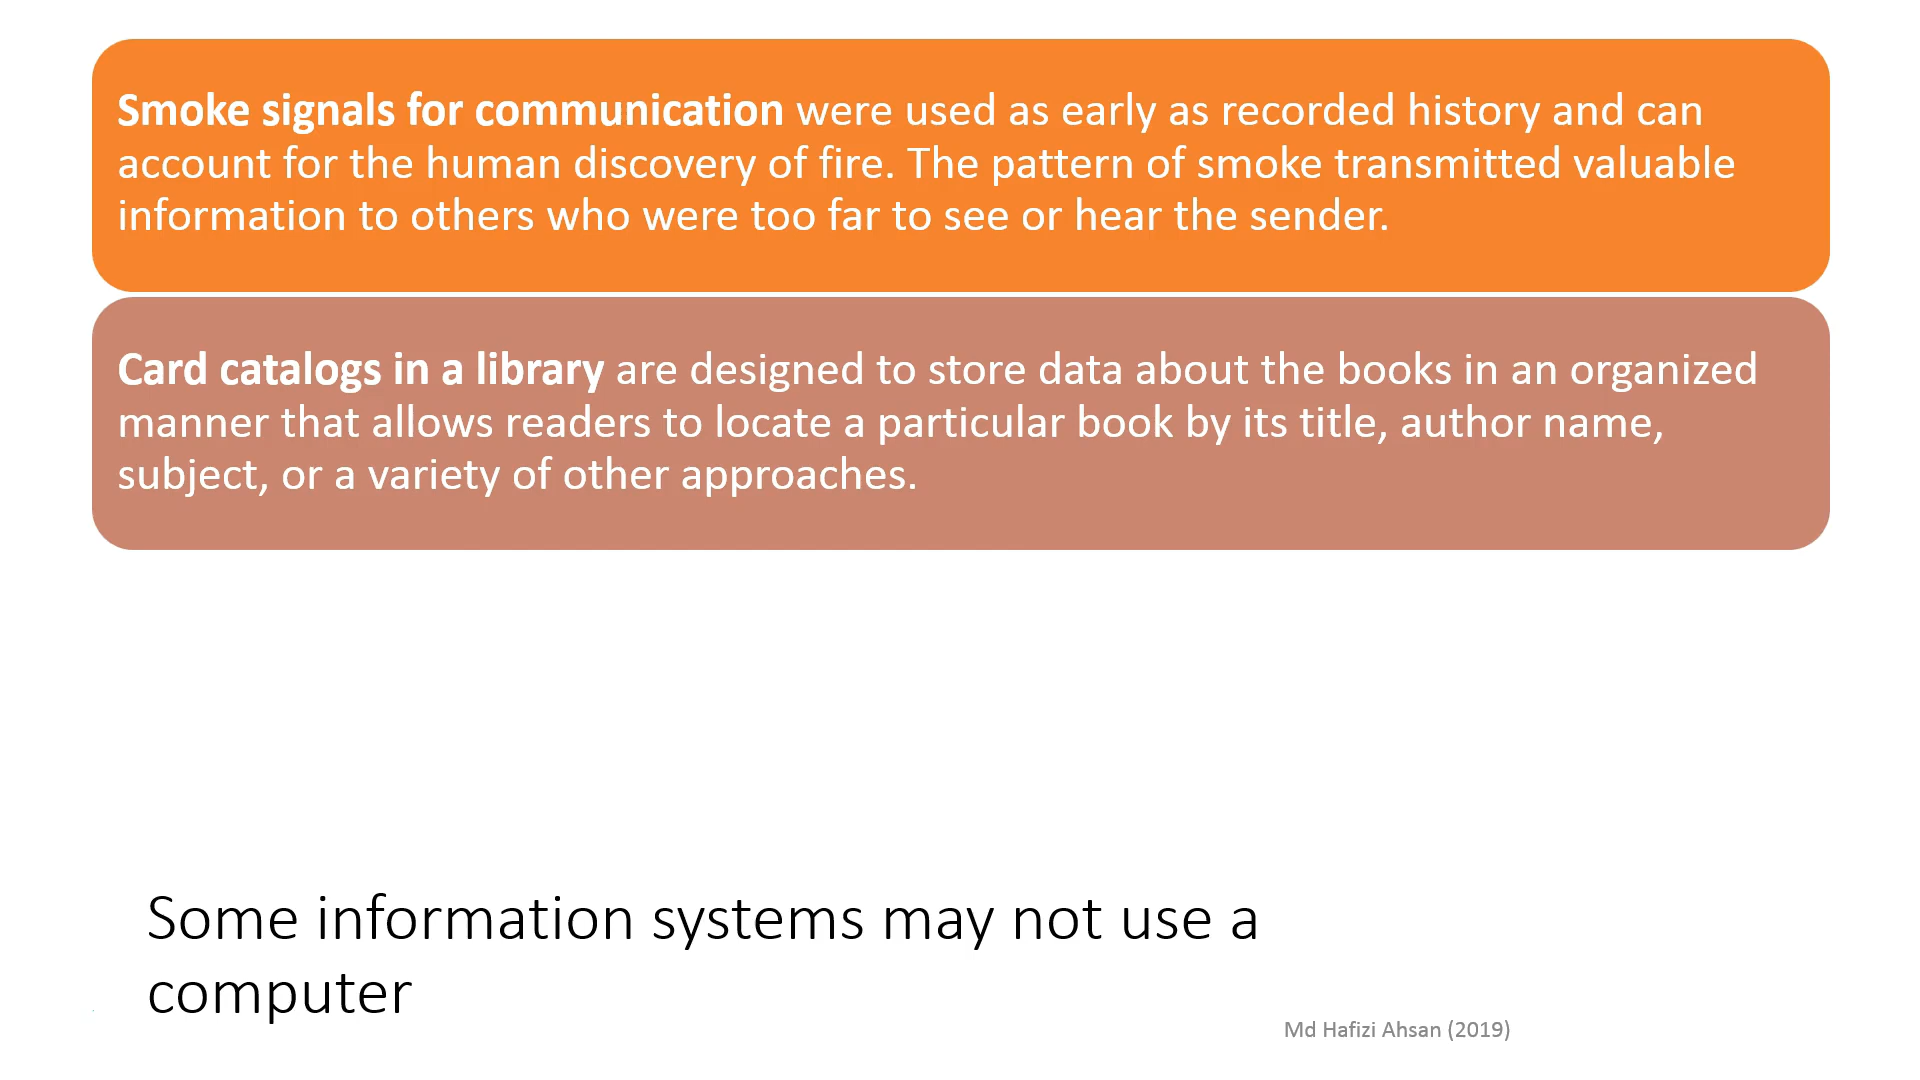 Smoke signals for communication were used as early as recorded history and can
account for the human discovery of fire. The pattern of smoke transmitted valuable
information to others who were too far to see or hear the sender.
Card catalogs in a library are designed to store data about the books in an organized
manner that allows readers to locate a particular book by its title, author name,
subject, or a variety of other approaches.
Some information systems may not use a
computer
Md Hafizi Ahsan (2019)